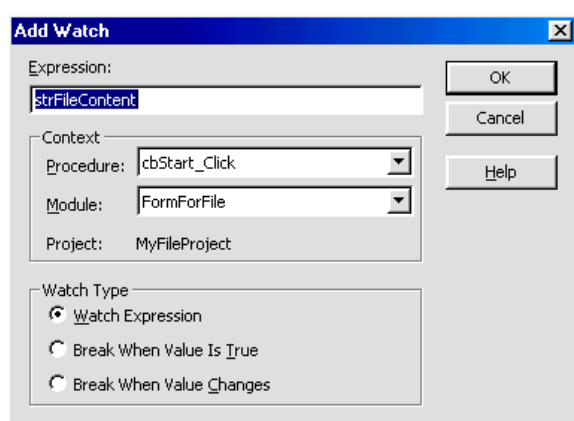 Add Watch
Expression:
OK
strFileContent
Cancel
Context
Procedure: cbStart_Click
Help
Module: FormForFile
Project: MyFileProject
Watch Type
Watch Expression
Break When Value Is True
Break When Value Changes